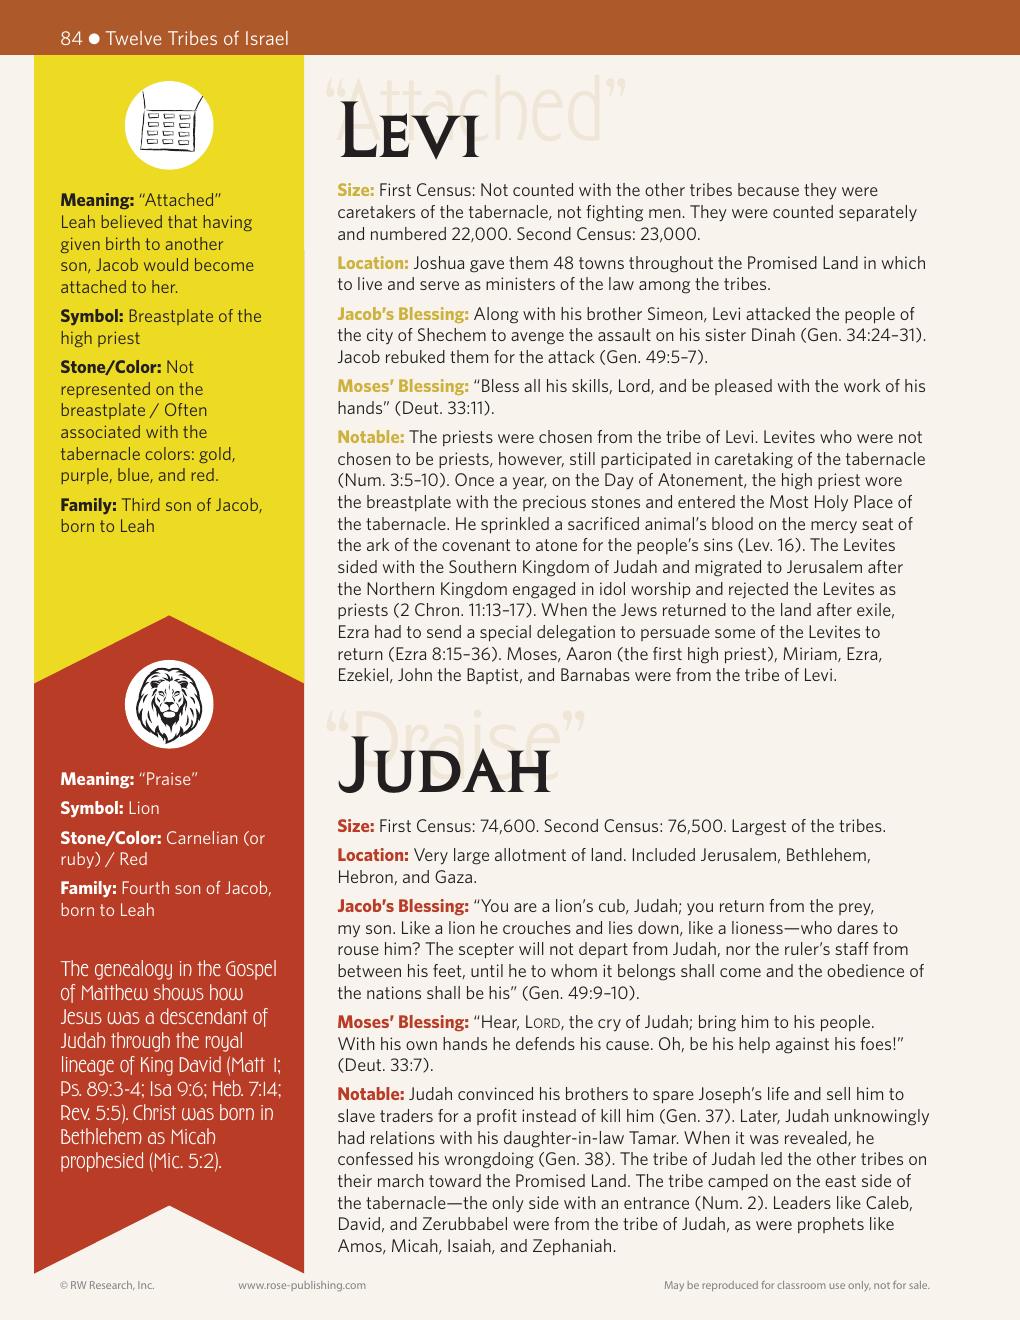 84 ● Twelve Tribes of Israel
Meaning: “Attached”
Leah believed that having
given birth to another
son, Jacob would become
attached to her.
Symbol: Breastplate of the
high priest
Stone/Color: Not
represented on the
breastplate / Often
associated with the
tabernacle colors: gold,
purple, blue, and red.
Family: Third son of Jacob,
born to Leah
“Attached”
LEVI
Size: First Census: Not counted with the other tribes because they were
caretakers of the tabernacle, not fighting men. They were counted separately
and numbered 22,000. Second Census: 23,000.
Location: Joshua gave them 48 towns throughout the Promised Land in which
to live and serve as ministers of the law among the tribes.
Jacob’s Blessing: Along with his brother Simeon, Levi attacked the people of
the city of Shechem to avenge the assault on his sister Dinah (Gen. 34:24–31).
Jacob rebuked them for the attack (Gen. 49:5–7).
Moses’ Blessing: “Bless all his skills, Lord, and be pleased with the work of his
hands” (Deut. 33:11).
Notable: The priests were chosen from the tribe of Levi. Levites who were not
chosen to be priests, however, still participated in caretaking of the tabernacle
(Num. 3:5–10). Once a year, on the Day of Atonement, the high priest wore
the breastplate with the precious stones and entered the Most Holy Place of
the tabernacle. He sprinkled a sacrificed animal’s blood on the mercy seat of
the ark of the covenant to atone for the people’s sins (Lev. 16). The Levites
sided with the Southern Kingdom of Judah and migrated to Jerusalem after
the Northern Kingdom engaged in idol worship and rejected the Levites as
priests (2 Chron. 11:13–17). When the Jews returned to the land after exile,
Ezra had to send a special delegation to persuade some of the Levites to
return (Ezra 8:15–36). Moses, Aaron (the first high priest), Miriam, Ezra,
Ezekiel, John the Baptist, and Barnabas were from the tribe of Levi.
Meaning: “Praise”
Symbol: Lion
Stone/Color: Carnelian (or
ruby) / Red
Family: Fourth son of Jacob,
born to Leah
The genealogy in the Gospel
of Matthew shows how
Jesus was a descendant of
Judah through the royal
lineage of King David (Matt 1;
Ps. 89:3-4; Isa 9:6; Heb. 7:14;
Rev. 5:5). Christ was born in
Bethlehem as Micah
prophesied (Mic. 5:2).
“Praise”
JUDAH
Size: First Census: 74,600. Second Census: 76,500. Largest of the tribes.
Location: Very large allotment of land. Included Jerusalem, Bethlehem,
Hebron, and Gaza.
Jacob’s Blessing: “You are a lion’s cub, Judah; you return from the prey,
my son. Like a lion he crouches and lies down, like a lioness—who dares to
rouse him? The scepter will not depart from Judah, nor the ruler’s staff from
between his feet, until he to whom it belongs shall come and the obedience of
the nations shall be his” (Gen. 49:9–10).
Moses’ Blessing: “Hear, LORD, the cry of Judah; bring him to his people.
With his own hands he defends his cause. Oh, be his help against his foes!”
(Deut. 33:7).
Notable: Judah convinced his brothers to spare Joseph’s life and sell him to
slave traders for a profit instead of kill him (Gen. 37). Later, Judah unknowingly
had relations with his daughter-in-law Tamar. When it was revealed, he
confessed his wrongdoing (Gen. 38). The tribe of Judah led the other tribes on
their march toward the Promised Land. The tribe camped on the east side of
the tabernacle—the only side with an entrance (Num. 2). Leaders like Caleb,
David, and Zerubbabel were from the tribe of Judah, as were prophets like
Amos, Micah, Isaiah, and Zephaniah.
© RW Research, Inc.
www.rose-publishing.com
May be reproduced for classroom use only, not for sale.